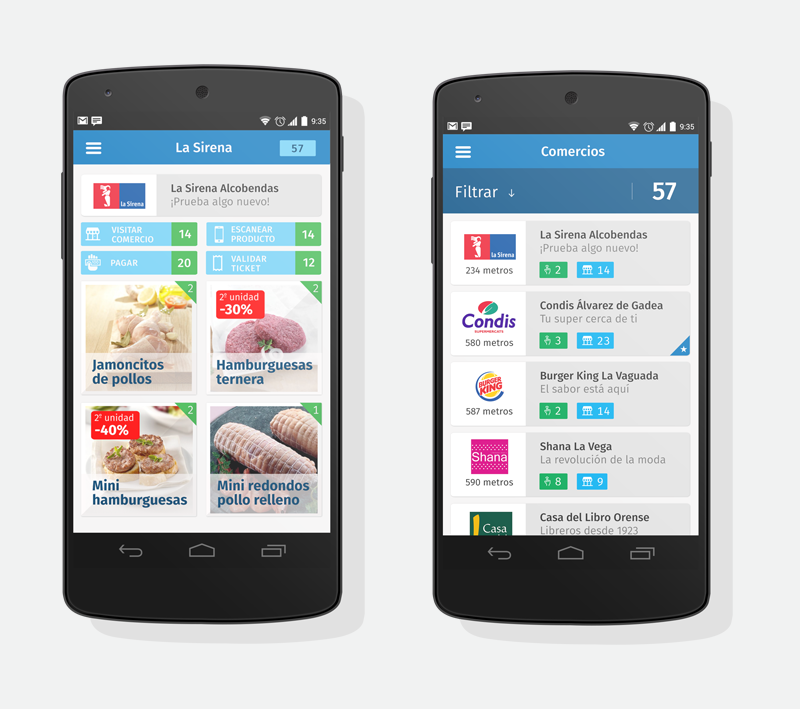 9:35
La Sirena
57
la Sirena
La Sirena Alcobendas
¡Prueba algo nuevo!
VISITAR
COMERCIO
14
ESCANEAR
PRODUCTO
14
PAGAR
20
VALIDAR
TICKET
12
2
Jamoncitos
de pollos
2ª unidad
-30%
2
Hamburguesas
ternera
2ª unidad
-40%
2
Mini
hamburguesas
1
Mini redondos
pollo relleno
9:35
Comercios
Filtrar ↓
57
la Sirena
234 metros
La Sirena Alcobendas
¡Prueba algo nuevo!
2
14
Condis
SUPERMERCATS
580 metros
Condis Álvarez de Gadea
Tu super cerca de ti
3
23
BURGER
KING
587 metros
Burger King La Vaguada
El sabor está aquí
2
14
Shana
590 metros
Shana La Vega
La revolución de la moda
8
9
Casa
Casa del Libro Orense
Libreros desde 1923